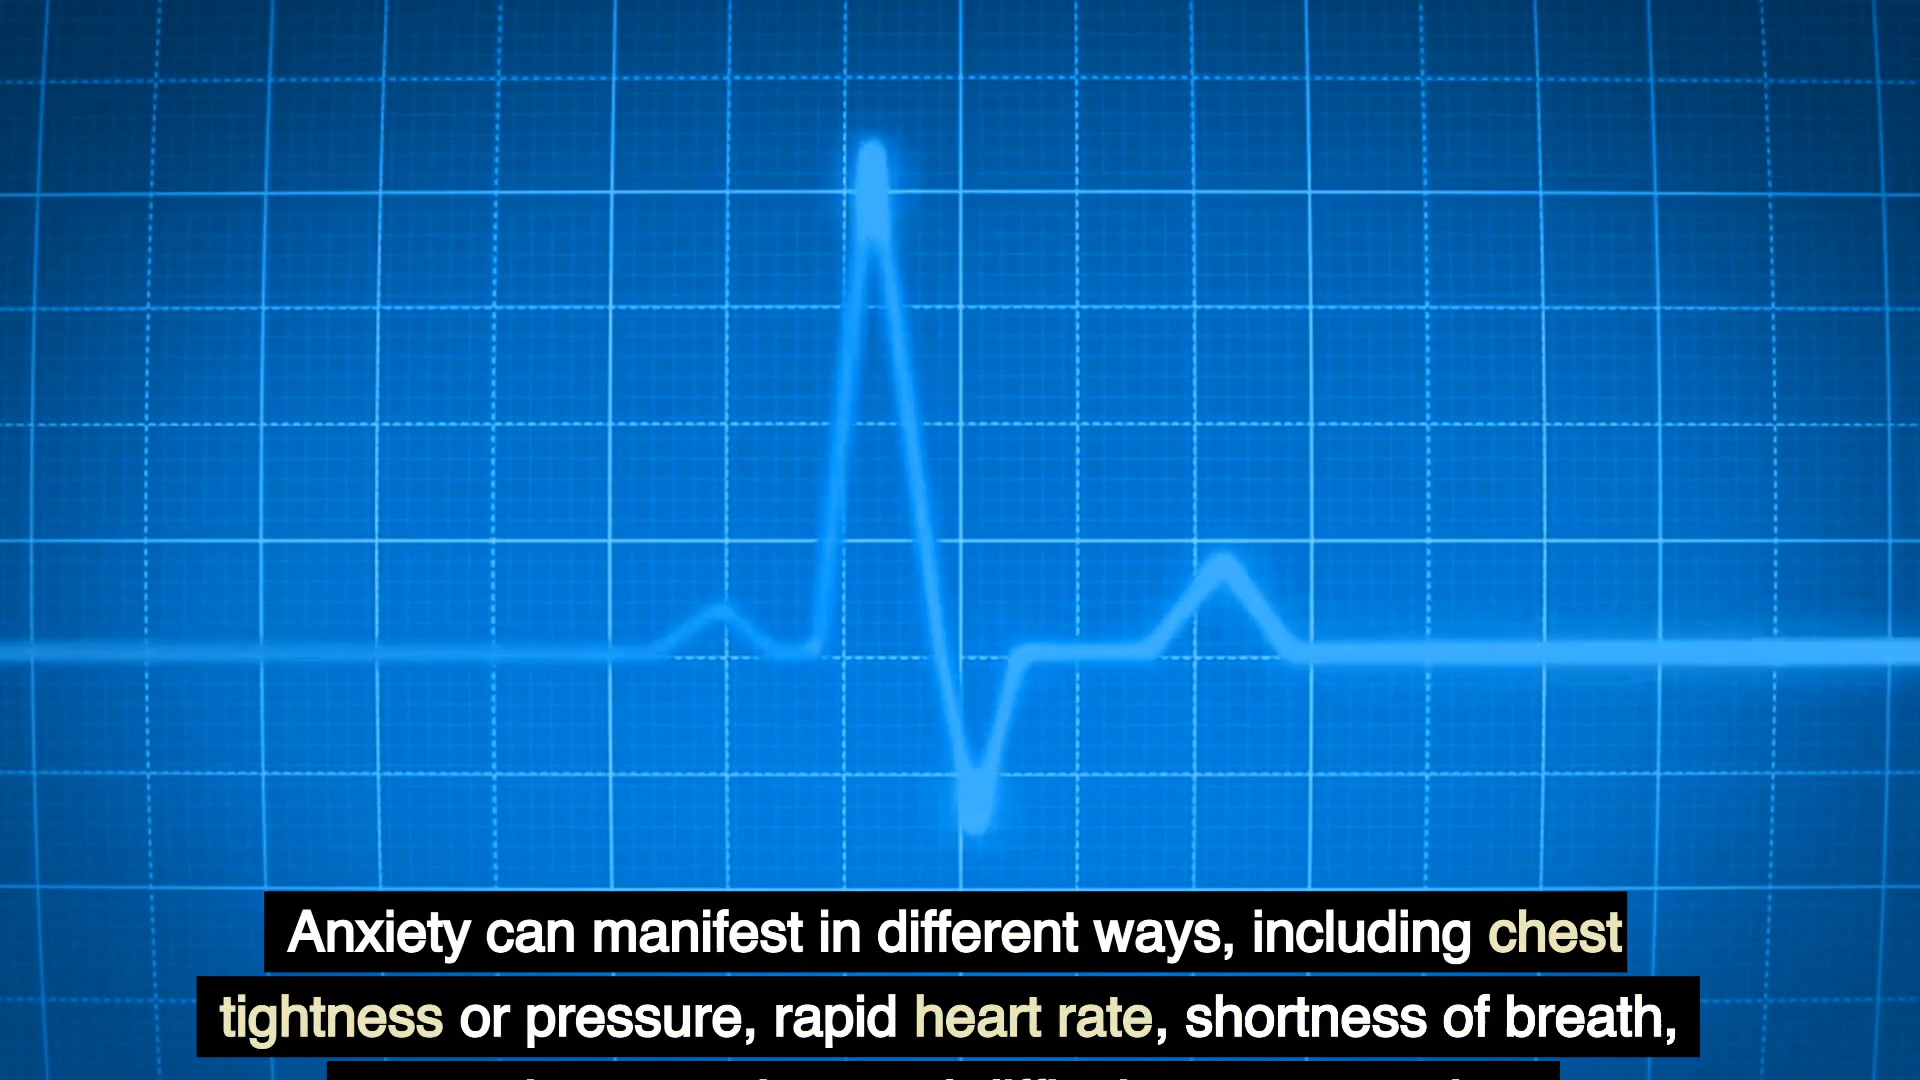 Anxiety can manifest in different ways, including chest
tightness or pressure, rapid heart rate, shortness of breath,